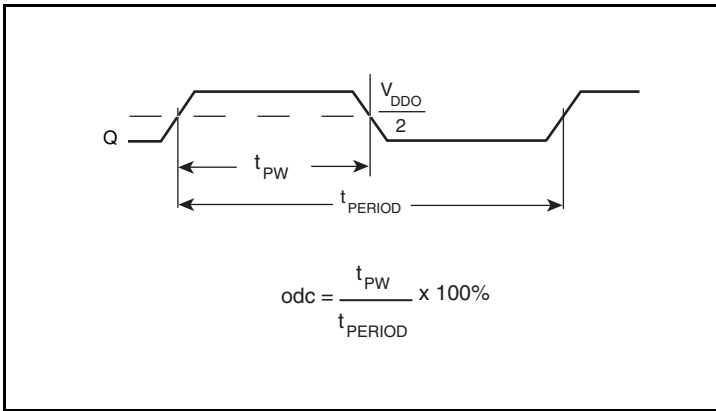 V_DDO
2
Q
t_PW
t_PERIOD
odc = t_PW / t_PERIOD x 100%